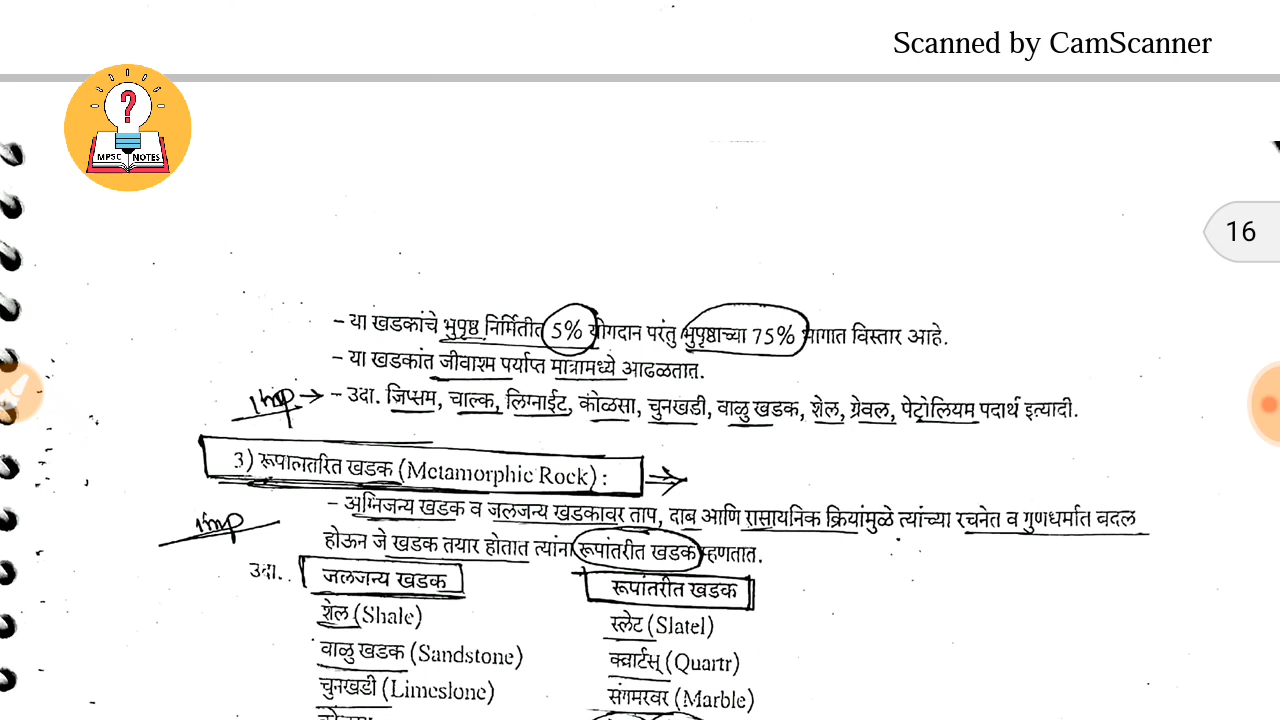 Scanned by CamScanner
?
MPSC NOTES
16
– या खडकांचे भुपृष्ठ निर्मितीत 5% योगदान परंतु भुपृष्ठाच्या 75% भागात विस्तार आहे.
– या खडकांत जीवाश्म पर्याप्त मात्रामध्ये आढळतात.
Imp → – उदा. जिप्सम, चाल्क, लिग्नाईट, कोळसा, चुनखडी, वाळु खडक, शेल, ग्रेवल, पेट्रोलियम पदार्थ इत्यादी.
3) रूपालतरित खडक (Metamorphic Rock) : →
– अग्निजन्य खडक व जलजन्य खडकावर ताप, दाब आणि रासायनिक क्रियांमुळे त्यांच्या रचनेत व गुणधर्मात बदल
Imp
होऊन जे खडक तयार होतात त्यांना रूपांतरीत खडक म्हणतात.
उदा.. जलजन्य खडक रूपांतरीत खडक
शेल (Shale) स्लेट (Slatel)
वाळु खडक (Sandstone) क्वार्टस् (Quartr)
चुनखडी (Limeslone) संगमरवर (Marble)